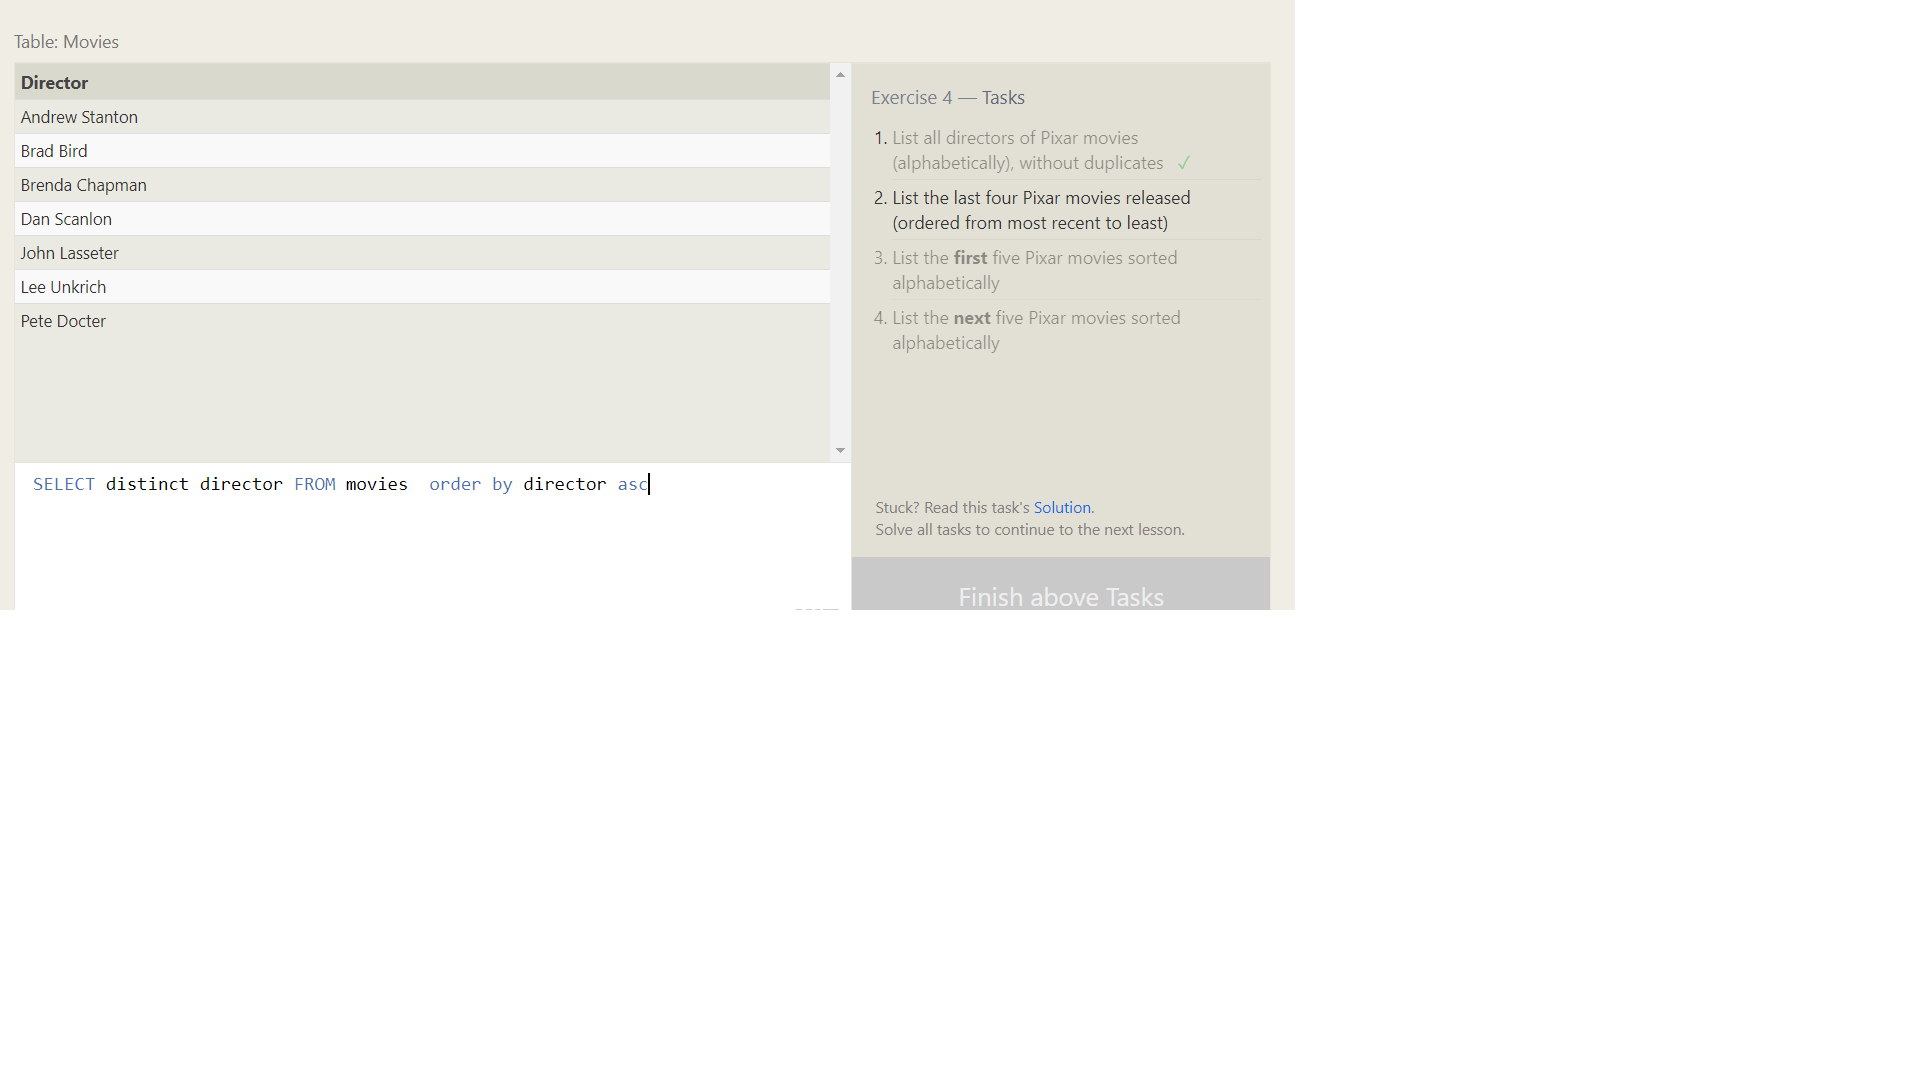 Table: Movies
Director
Andrew Stanton
Brad Bird
Brenda Chapman
Dan Scanlon
John Lasseter
Lee Unkrich
Pete Docter
SELECT distinct director FROM movies  order by director asc
Exercise 4 — Tasks
1. List all directors of Pixar movies
(alphabetically), without duplicates ✓
2. List the last four Pixar movies released
(ordered from most recent to least)
3. List the first five Pixar movies sorted
alphabetically
4. List the next five Pixar movies sorted
alphabetically
Stuck? Read this task's Solution.
Solve all tasks to continue to the next lesson.
Finish above Tasks